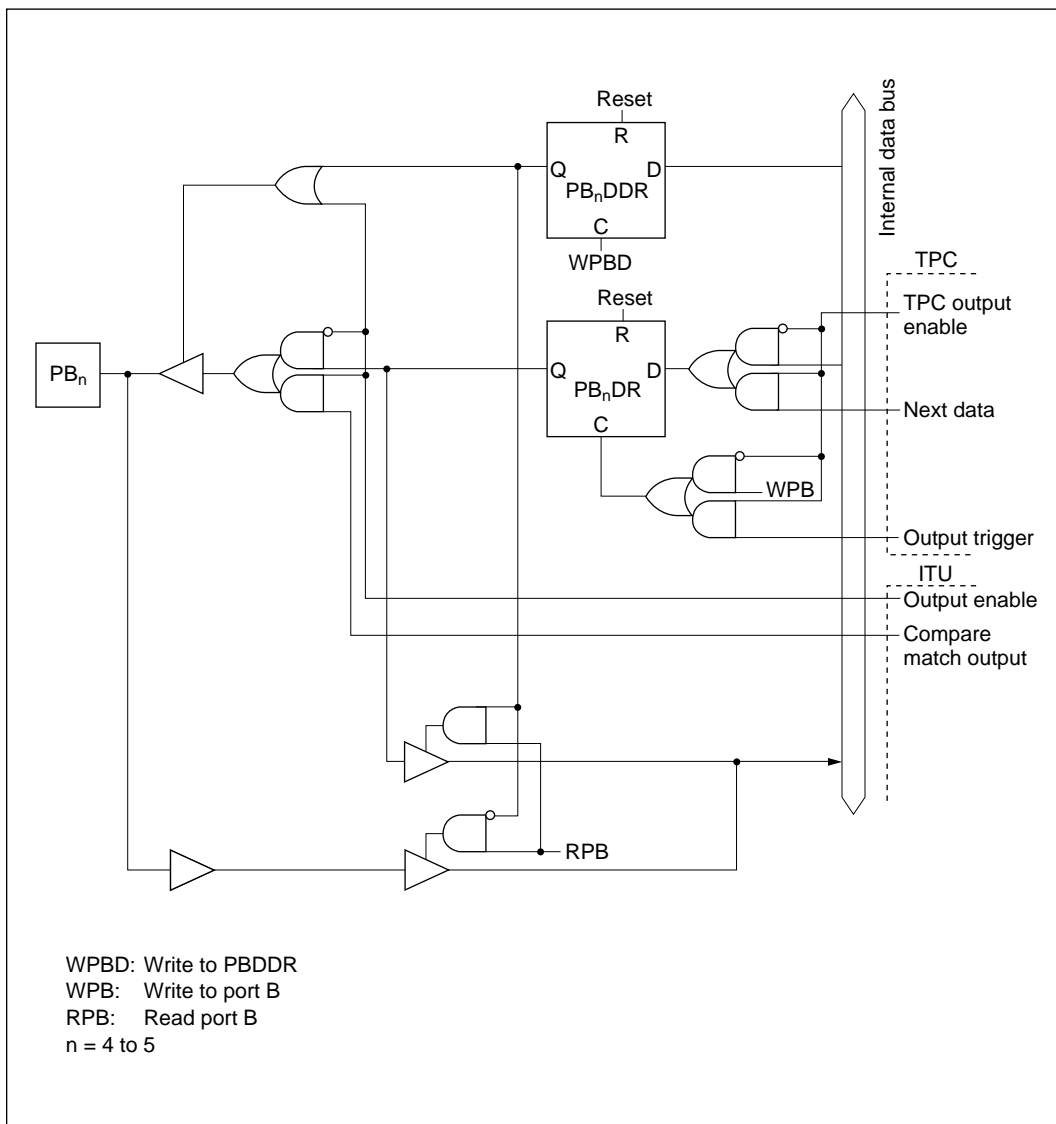 Reset
R
Q
D
PBnDDR
C
WPBD
Internal data bus
TPC
TPC output
enable
Reset
R
Q
D
PBnDR
C
PBn
Next data
WPB
Output trigger
ITU
Output enable
Compare
match output
RPB
WPBD: Write to PBDDR
WPB: Write to port B
RPB: Read port B
n = 4 to 5